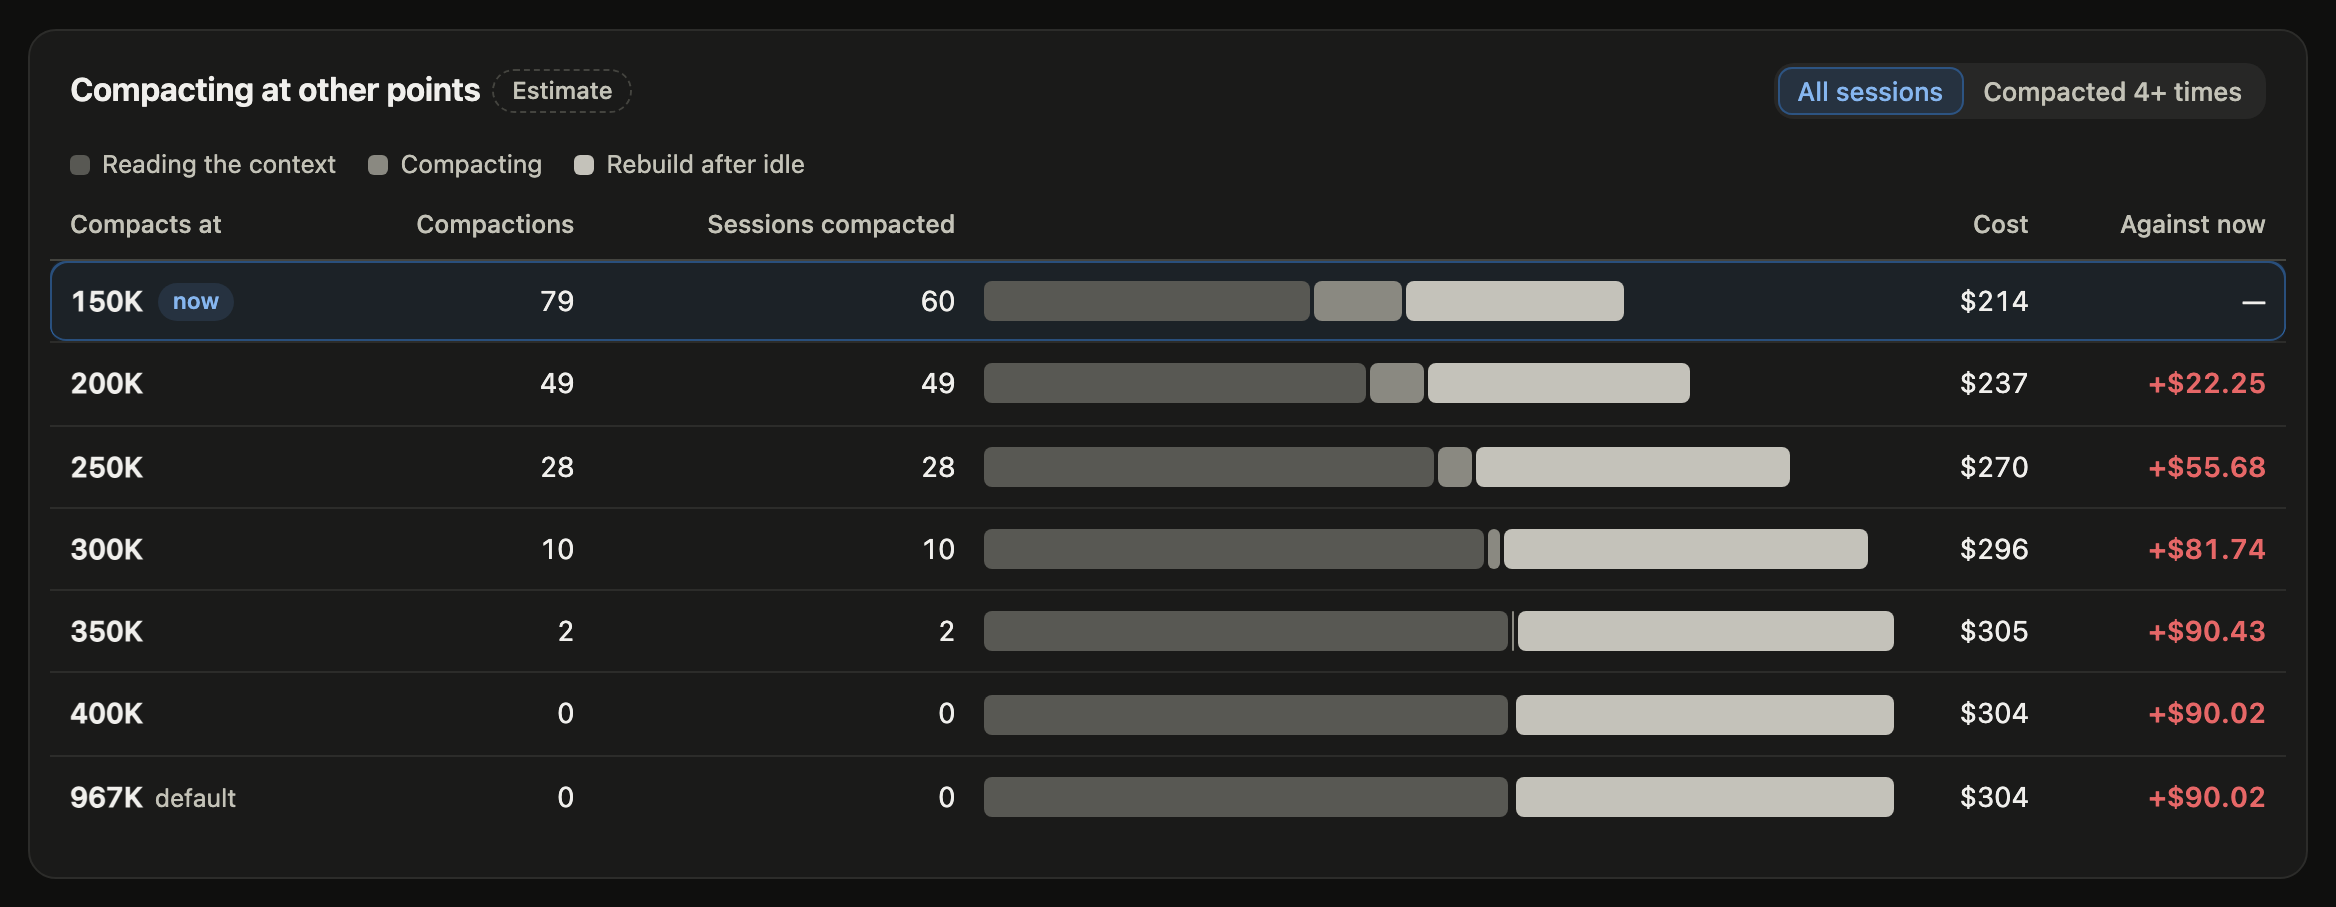 Compacting at other points Estimate All sessions Compacted 4+ times
Reading the context Compacting Rebuild after idle
Compacts at Compactions Sessions compacted Cost Against now
150K now 79 60 $214 —
200K 49 49 $237 +$22.25
250K 28 28 $270 +$55.68
300K 10 10 $296 +$81.74
350K 2 2 $305 +$90.43
400K 0 0 $304 +$90.02
967K default 0 0 $304 +$90.02